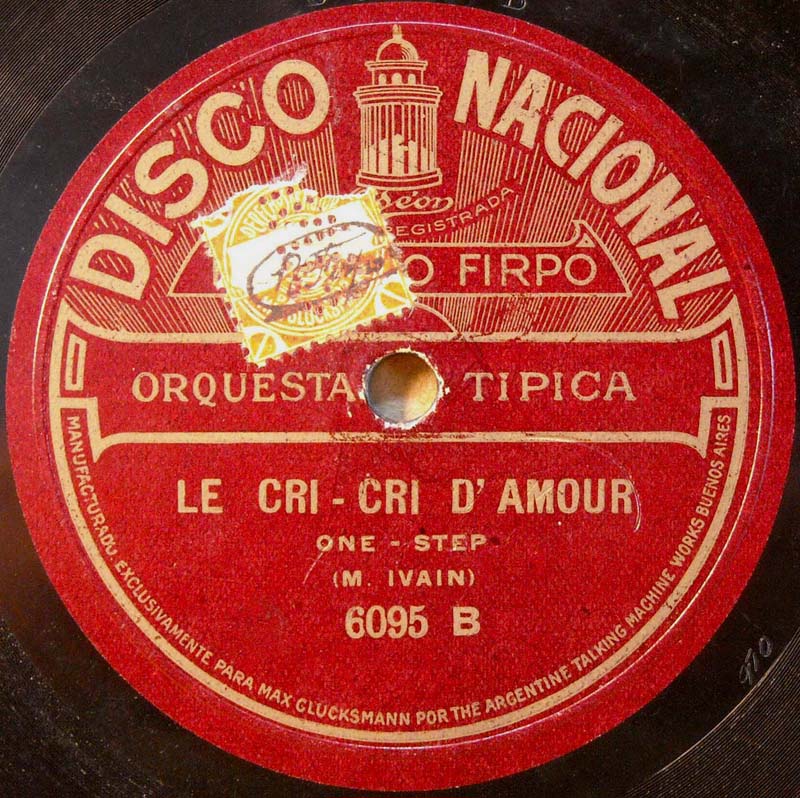 DISCO NACIONAL
REGISTRADA
O FIRPO
ORQUESTA TIPICA
LE CRI - CRI D' AMOUR
ONE - STEP
(M. IVAIN)
6095 B
MANUFACTURADO EXCLUSIVAMENTE PARA MAX GLUCKSMANN POR THE ARGENTINE TALKING MACHINE WORKS BUENOS AIRES